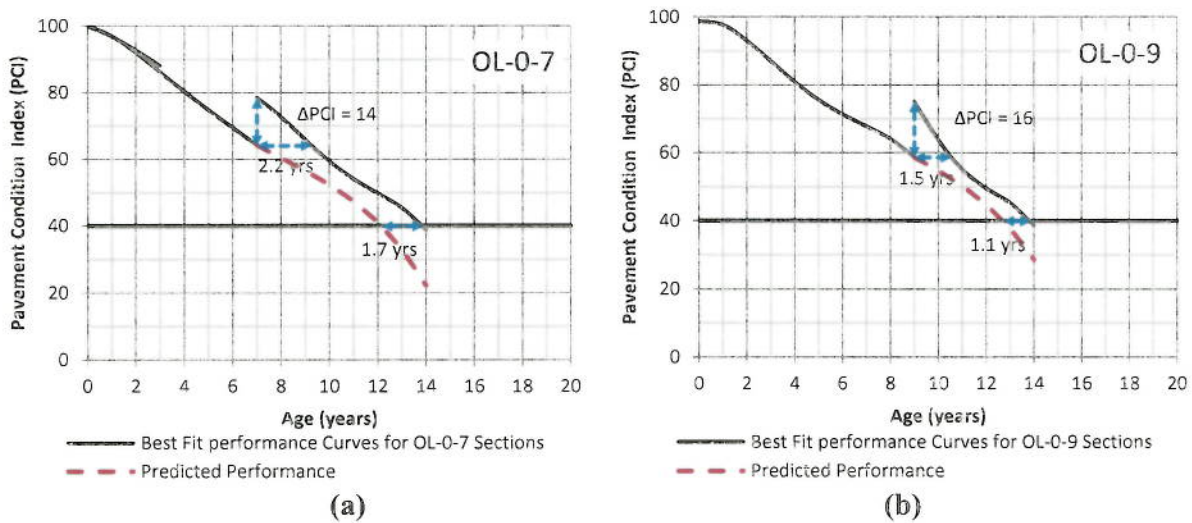 Pavement Condition Index (PCI)
100
80
60
40
20
0
OL-0-7
ΔPCI = 14
2.2 yrs
1.7 yrs
0 2 4 6 8 10 12 14 16 18 20
Age (years)
Best Fit performance Curves for OL-0-7 Sections
Predicted Performance
(a)
Pavement Condition Index (PCI)
100
80
60
40
20
0
OL-0-9
ΔPCI = 16
1.5 yrs
1.1 yrs
0 2 4 6 8 10 12 14 16 18 20
Age (years)
Best Fit performance Curves for OL-0-9 Sections
Predicted Performance
(b)